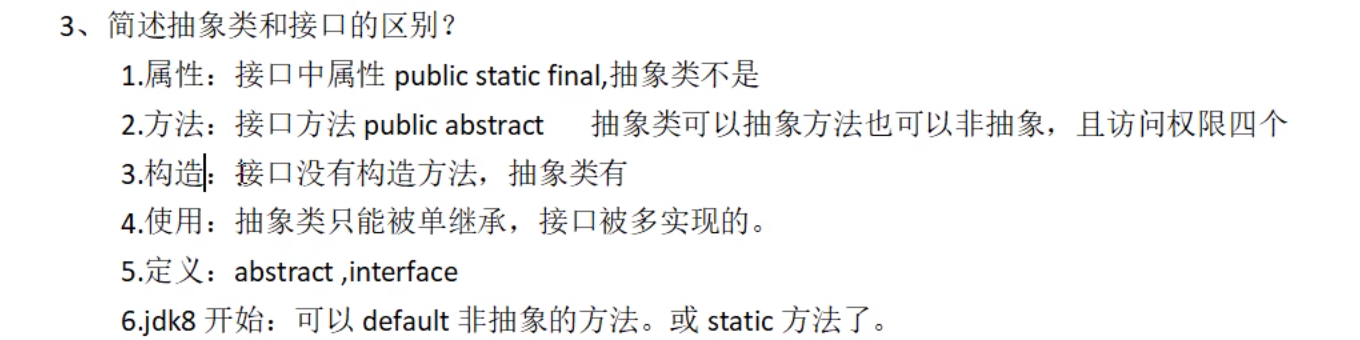 3、简述抽象类和接口的区别？
1.属性：接口中属性 public static final,抽象类不是
2.方法：接口方法 public abstract 抽象类可以抽象方法也可以非抽象，且访问权限四个
3.构造：接口没有构造方法，抽象类有
4.使用：抽象类只能被单继承，接口被多实现的。
5.定义：abstract ,interface
6.jdk8 开始：可以 default 非抽象的方法。或 static 方法了。